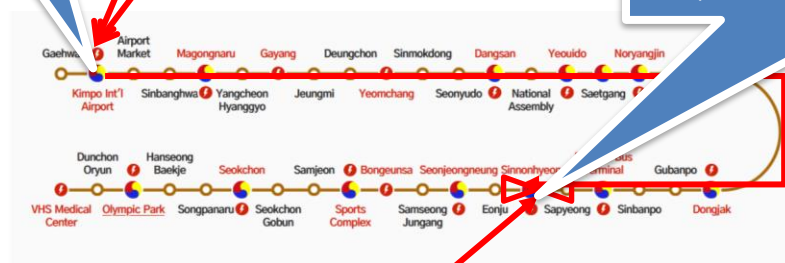 Airport
Gaehw Market Magongnaru Gayang Deungchon Sinmokdong Dangsan Yeouido Noryangjin
Kimpo Int'l Sinbanghwa Yangcheon Jeungmi Yeomchang Seonyudo National Saetgang
Airport Hyanggyo Assembly
Dunchon Hanseong
Oryun Baekje Seokchon Samjeon Bongeunsa Seonjeongneung Sinnonhyeo Gubanpo
VHS Medical Olympic Park Songpanaru Seokchon Sports Samseong Eonju Sapyeong Sinbanpo Dongjak
Center Gobun Complex Jungang